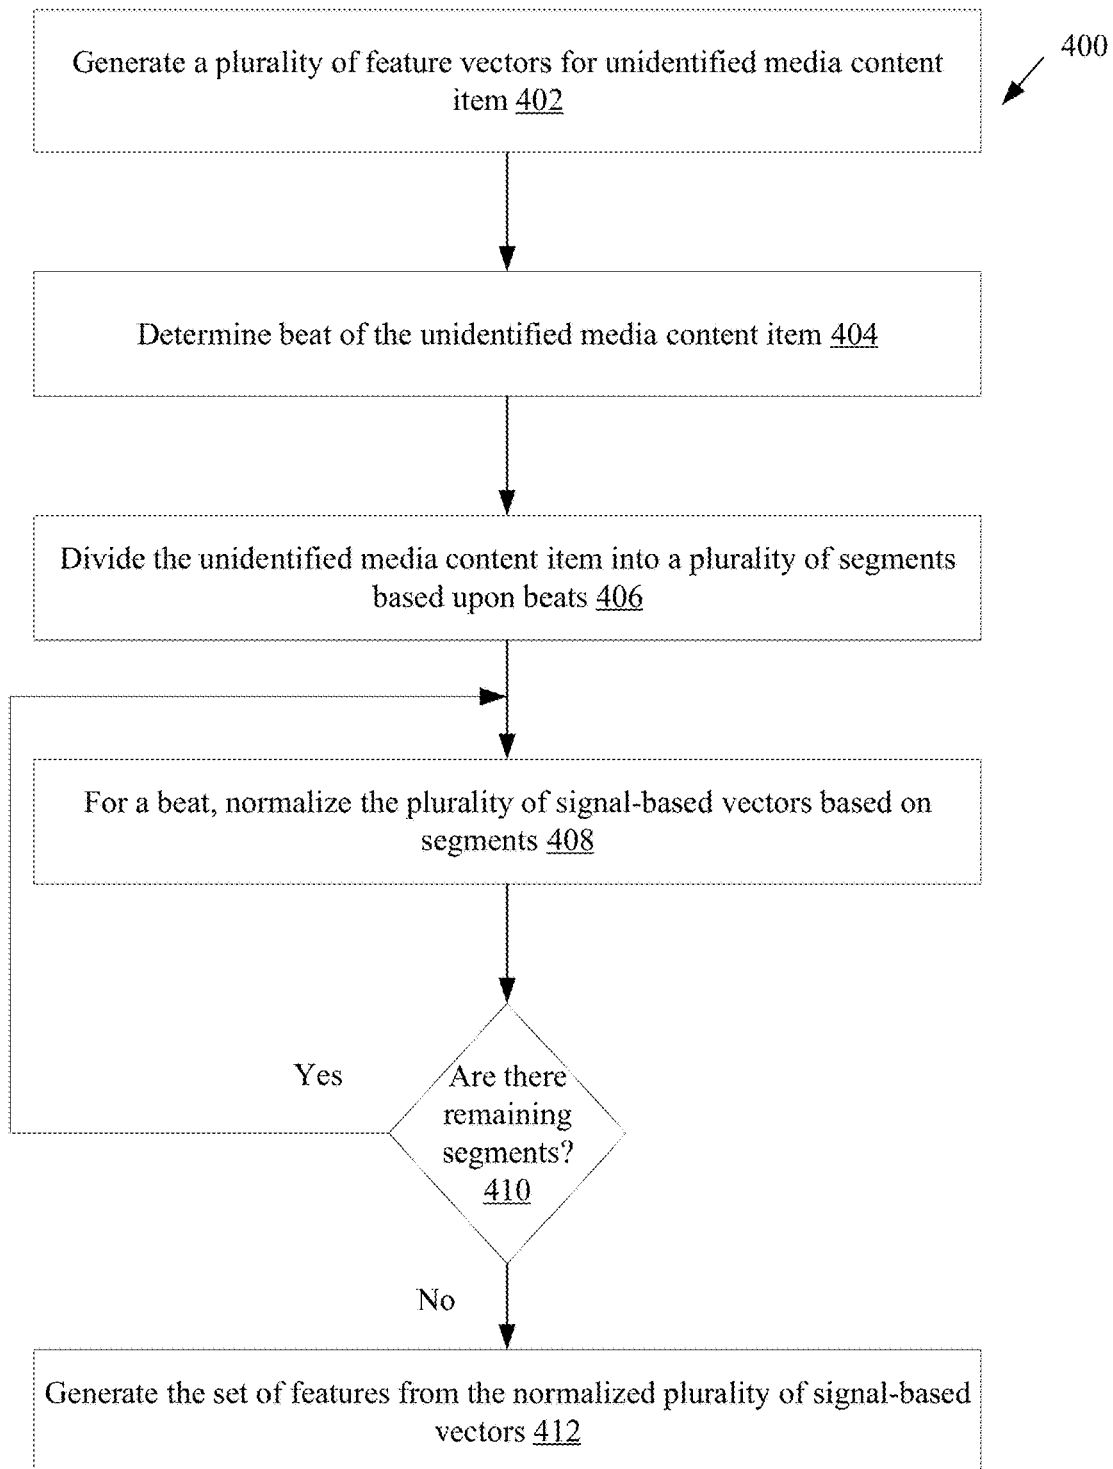 400
Generate a plurality of feature vectors for unidentified media content
item 402
Determine beat of the unidentified media content item 404
Divide the unidentified media content item into a plurality of segments
based upon beats 406
For a beat, normalize the plurality of signal-based vectors based on
segments 408
Yes
Are there
remaining
segments?
410
No
Generate the set of features from the normalized plurality of signal-based
vectors 412